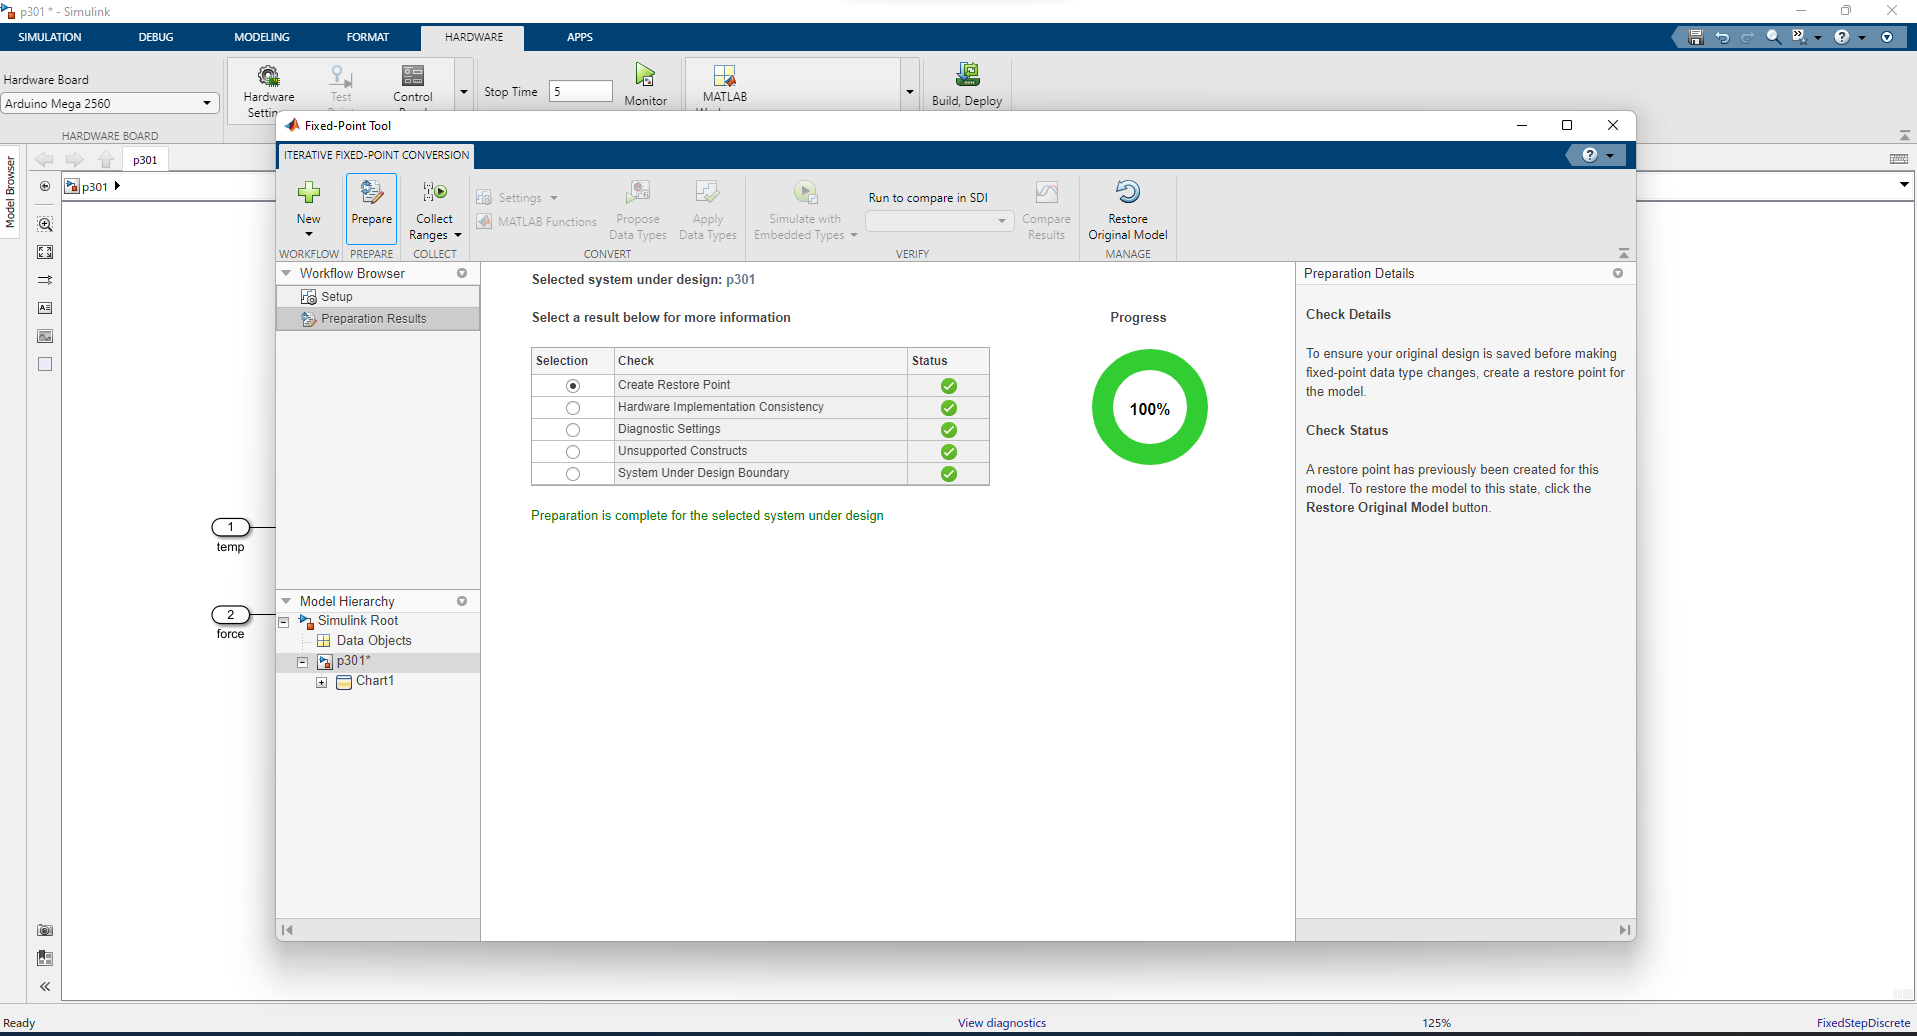 p301 * - Simulink
SIMULATION DEBUG MODELING FORMAT HARDWARE APPS
Hardware Board
Arduino Mega 2560
HARDWARE BOARD
Hardware
Test
Control
Stop Time 5
Monitor
MATLAB
Build, Deploy
Fixed-Point Tool
ITERATIVE FIXED-POINT CONVERSION
New
WORKFLOW
Prepare
PREPARE
Collect
Ranges
COLLECT
Settings
MATLAB Functions
Propose
Data Types
Apply
Data Types
CONVERT
Simulate with
Embedded Types
Run to compare in SDI
Compare
Results
VERIFY
Restore
Original Model
MANAGE
Model Browser
p301
p301
Workflow Browser
Setup
Preparation Results
Model Hierarchy
Simulink Root
Data Objects
p301*
Chart1
Selected system under design: p301
Select a result below for more information
Progress
Selection Check Status
Create Restore Point
Hardware Implementation Consistency
Diagnostic Settings
Unsupported Constructs
System Under Design Boundary
100%
Preparation is complete for the selected system under design
Preparation Details
Check Details
To ensure your original design is saved before making
fixed-point data type changes, create a restore point for
the model.
Check Status
A restore point has previously been created for this
model. To restore the model to this state, click the
Restore Original Model button.
1
temp
2
force
Ready
View diagnostics
125%
FixedStepDiscrete